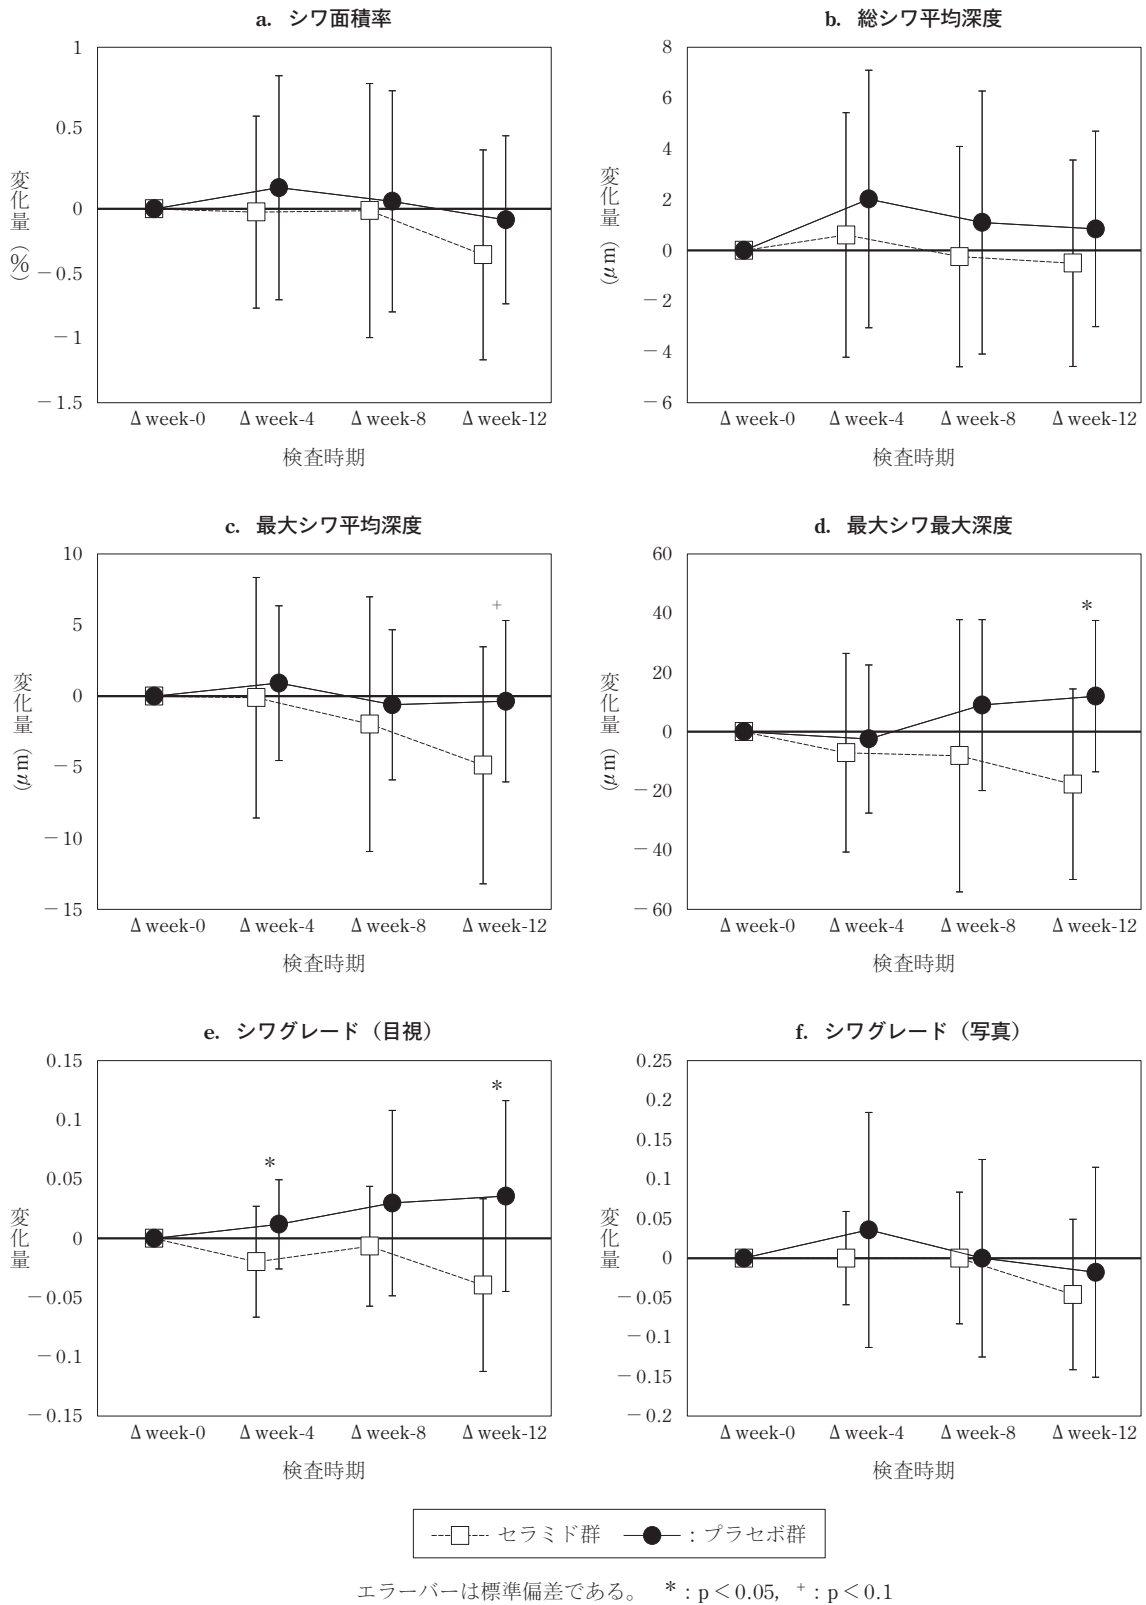 a. シワ面積率
1
0.5
0
−0.5
−1
−1.5
変化量(%)
Δweek-0 Δweek-4 Δweek-8 Δweek-12
検査時期
b. 総シワ平均深度
8
6
4
2
0
−2
−4
−6
変化量(μm)
Δweek-0 Δweek-4 Δweek-8 Δweek-12
検査時期
c. 最大シワ平均深度
10
5
0
−5
−10
−15
変化量(μm)
+
Δweek-0 Δweek-4 Δweek-8 Δweek-12
検査時期
d. 最大シワ最大深度
60
40
20
0
−20
−40
−60
変化量(μm)
*
Δweek-0 Δweek-4 Δweek-8 Δweek-12
検査時期
e. シワグレード(目視)
0.15
0.1
0.05
0
−0.05
−0.1
−0.15
変化量
*
*
Δweek-0 Δweek-4 Δweek-8 Δweek-12
検査時期
f. シワグレード(写真)
0.25
0.2
0.15
0.1
0.05
0
−0.05
−0.1
−0.15
−0.2
変化量
Δweek-0 Δweek-4 Δweek-8 Δweek-12
検査時期
セラミド群 :プラセボ群
エラーバーは標準偏差である。 *:p<0.05, +:p<0.1